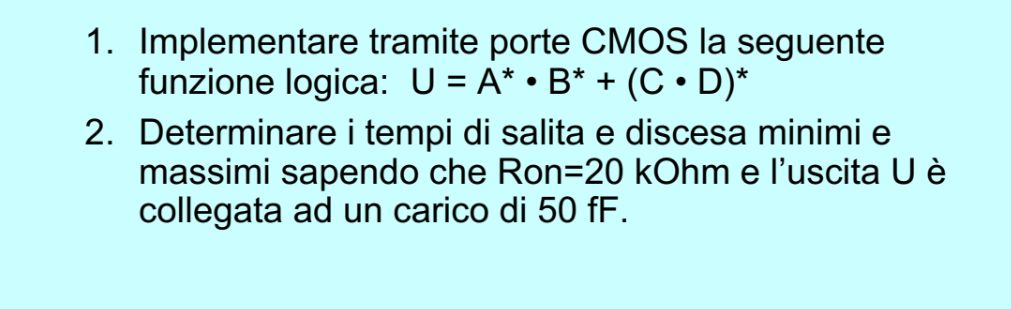 1. Implementare tramite porte CMOS la seguente
funzione logica: U = A* • B* + (C • D)*
2. Determinare i tempi di salita e discesa minimi e
massimi sapendo che Ron=20 kOhm e l’uscita U è
collegata ad un carico di 50 fF.